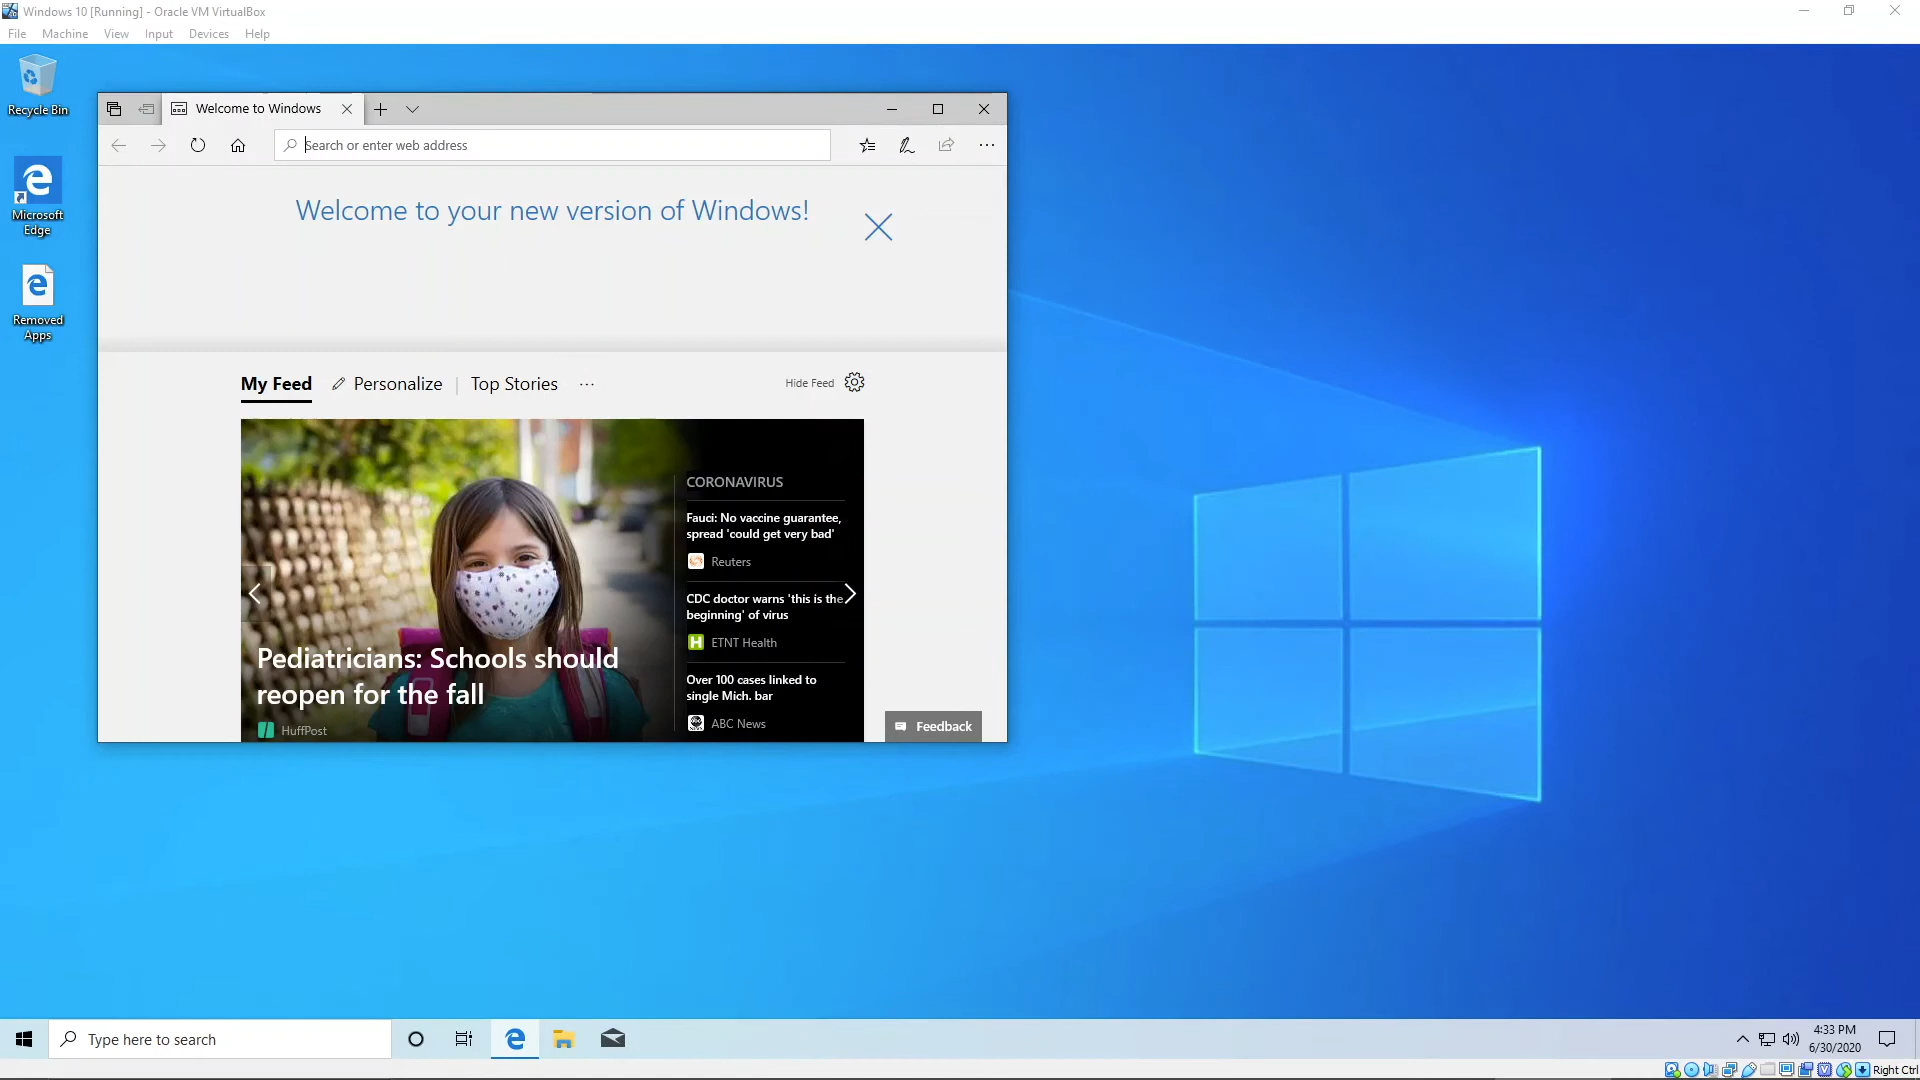 Windows 10 [Running] - Oracle VM VirtualBox
File Machine View Input Devices Help
Recycle Bin
Microsoft
Edge
Removed
Apps
Welcome to Windows
Search or enter web address
Welcome to your new version of Windows!
My Feed Personalize | Top Stories ...
Hide Feed
CORONAVIRUS
Fauci: No vaccine guarantee,
spread 'could get very bad'
Reuters
CDC doctor warns 'this is the
beginning' of virus
H ETNT Health
Over 100 cases linked to
single Mich. bar
abc ABC News
Pediatricians: Schools should
reopen for the fall
HuffPost
Feedback
Type here to search
4:33 PM
6/30/2020
Right Ctrl